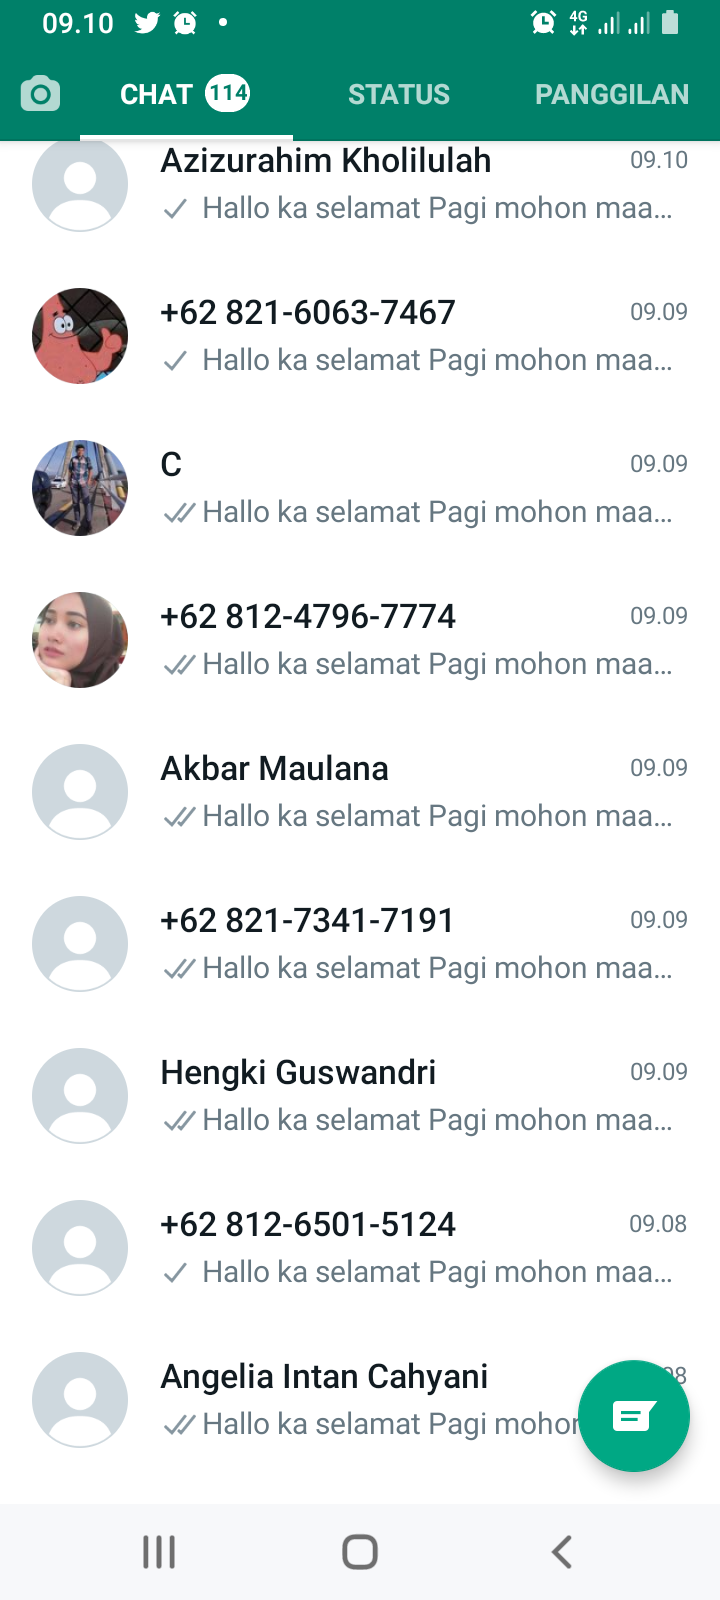 09.10
4G
CHAT 114 STATUS PANGGILAN
Azizurahim Kholilulah 09.10
Hallo ka selamat Pagi mohon maa...
+62 821-6063-7467 09.09
Hallo ka selamat Pagi mohon maa...
C 09.09
Hallo ka selamat Pagi mohon maa...
+62 812-4796-7774 09.09
Hallo ka selamat Pagi mohon maa...
Akbar Maulana 09.09
Hallo ka selamat Pagi mohon maa...
+62 821-7341-7191 09.09
Hallo ka selamat Pagi mohon maa...
Hengki Guswandri 09.09
Hallo ka selamat Pagi mohon maa...
+62 812-6501-5124 09.08
Hallo ka selamat Pagi mohon maa...
Angelia Intan Cahyani
Hallo ka selamat Pagi mohon